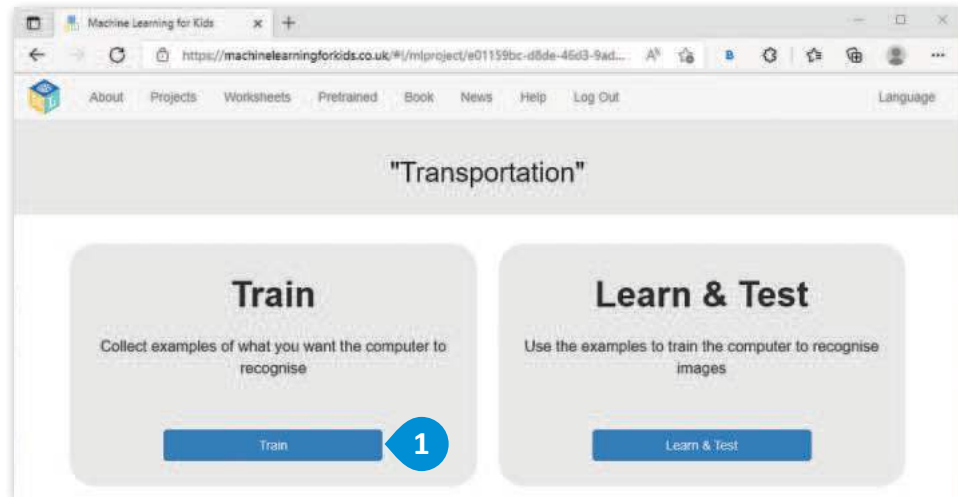 Machine Learning for Kids
https://machinelearningforkids.co.uk/#!/mlproject/e01159bc-d8de-46d3-9ad...
About Projects Worksheets Pretrained Book News Help Log Out Language
"Transportation"
Train
Collect examples of what you want the computer to
recognise
Train
1
Learn & Test
Use the examples to train the computer to recognise
images
Learn & Test